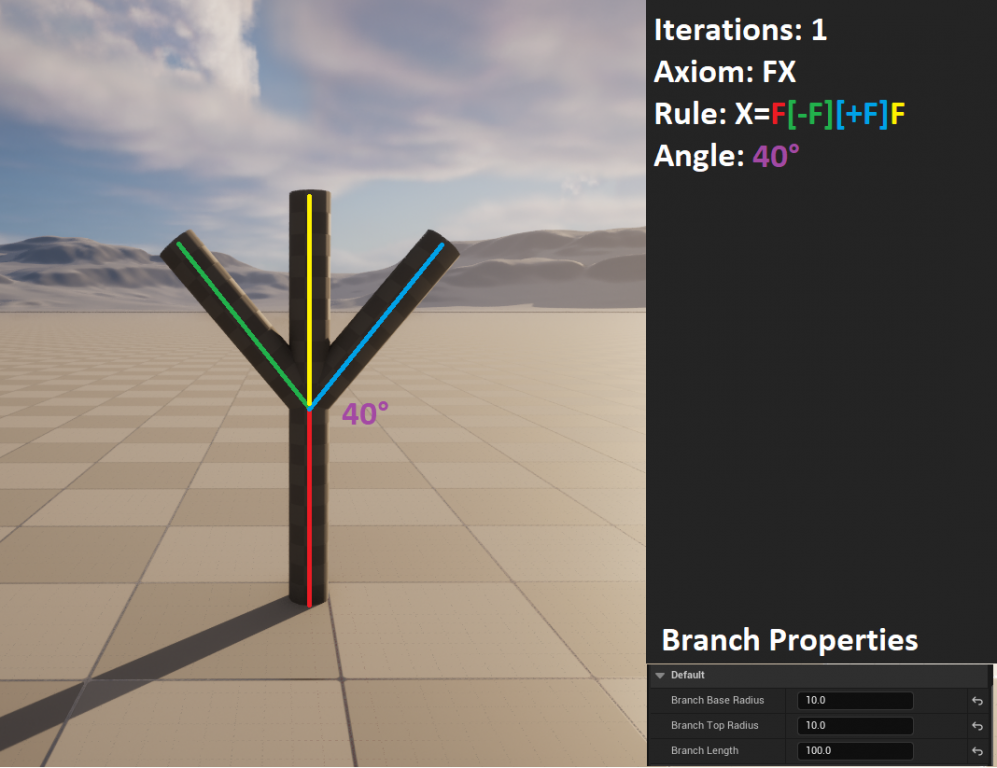 Iterations: 1
Axiom: FX
Rule: X=F[-F][+F]F
Angle: 40°
40°
Branch Properties
Default
Branch Base Radius 10.0
Branch Top Radius 10.0
Branch Length 100.0